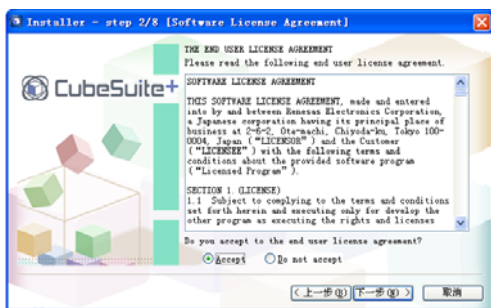 Installer - step 2/8 [Software License Agreement]
CubeSuite+
THE END USER LICENSE AGREEMENT
Please read the following end user license agreement.
SOFTWARE LICENSE AGREEMENT
THIS SOFTWARE LICENSE AGREEMENT, made and entered
into by and between Renesas Electronics Corporation,
a Japanese corporation having its principal place of
business at 2-6-2, Ote-machi, Chiyoda-ku, Tokyo 100-
0004, Japan ("LICENSOR") and the Customer
("LICENSEE") with the following terms and
conditions about the provided software program
("Licensed Program").
SECTION 1. (LICENSE)
1.1 Subject to complying to the terms and conditions
set forth herein and executing only for develop the
other program as executing the rights and licenses
Do you accept to the end user license agreement?
Accept Do not accept
< 上一步(B) 下一步(N) > 取消